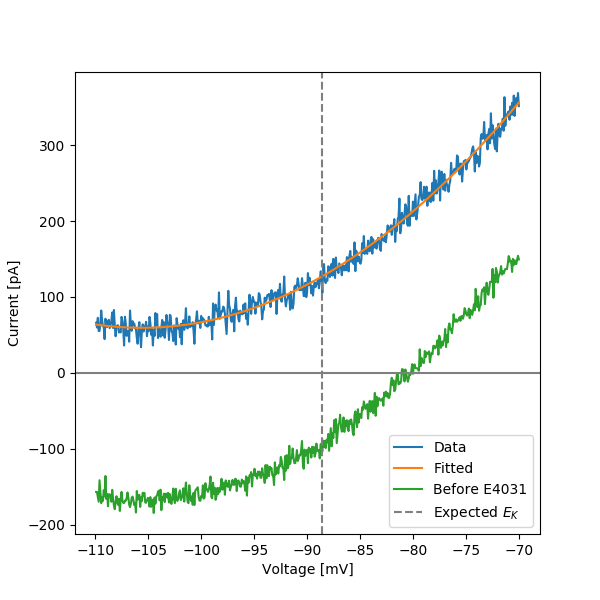 300
200
100
0
−100
−200
Current [pA]
Data
Fitted
Before E4031
Expected E_K
−110 −105 −100 −95 −90 −85 −80 −75 −70
Voltage [mV]